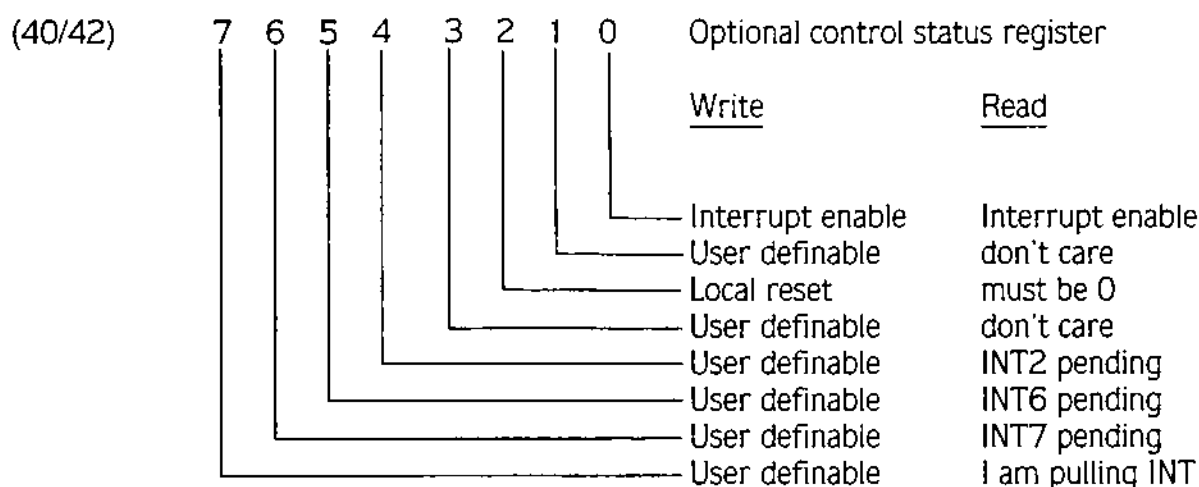 (40/42) 7 6 5 4 3 2 1 0 Optional control status register
Write Read
Interrupt enable Interrupt enable
User definable don't care
Local reset must be 0
User definable don't care
User definable INT2 pending
User definable INT6 pending
User definable INT7 pending
User definable I am pulling INT